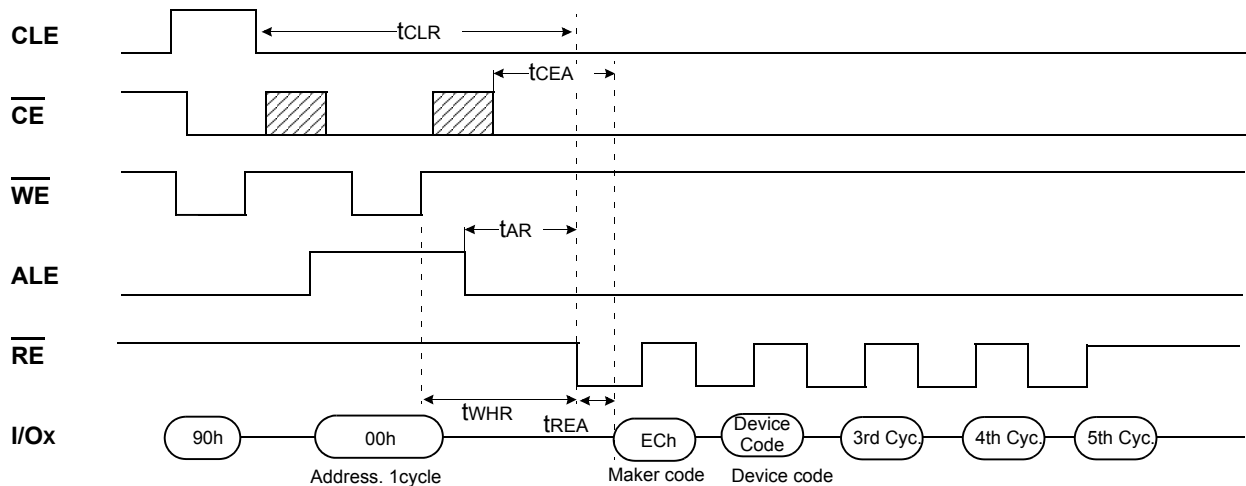 CLE
tCLR
tCEA
CE
WE
tAR
ALE
RE
tWHR
tREA
I/Ox
90h
00h
ECh
Device
Code
3rd Cyc.
4th Cyc.
5th Cyc.
Address. 1cycle
Maker code
Device code